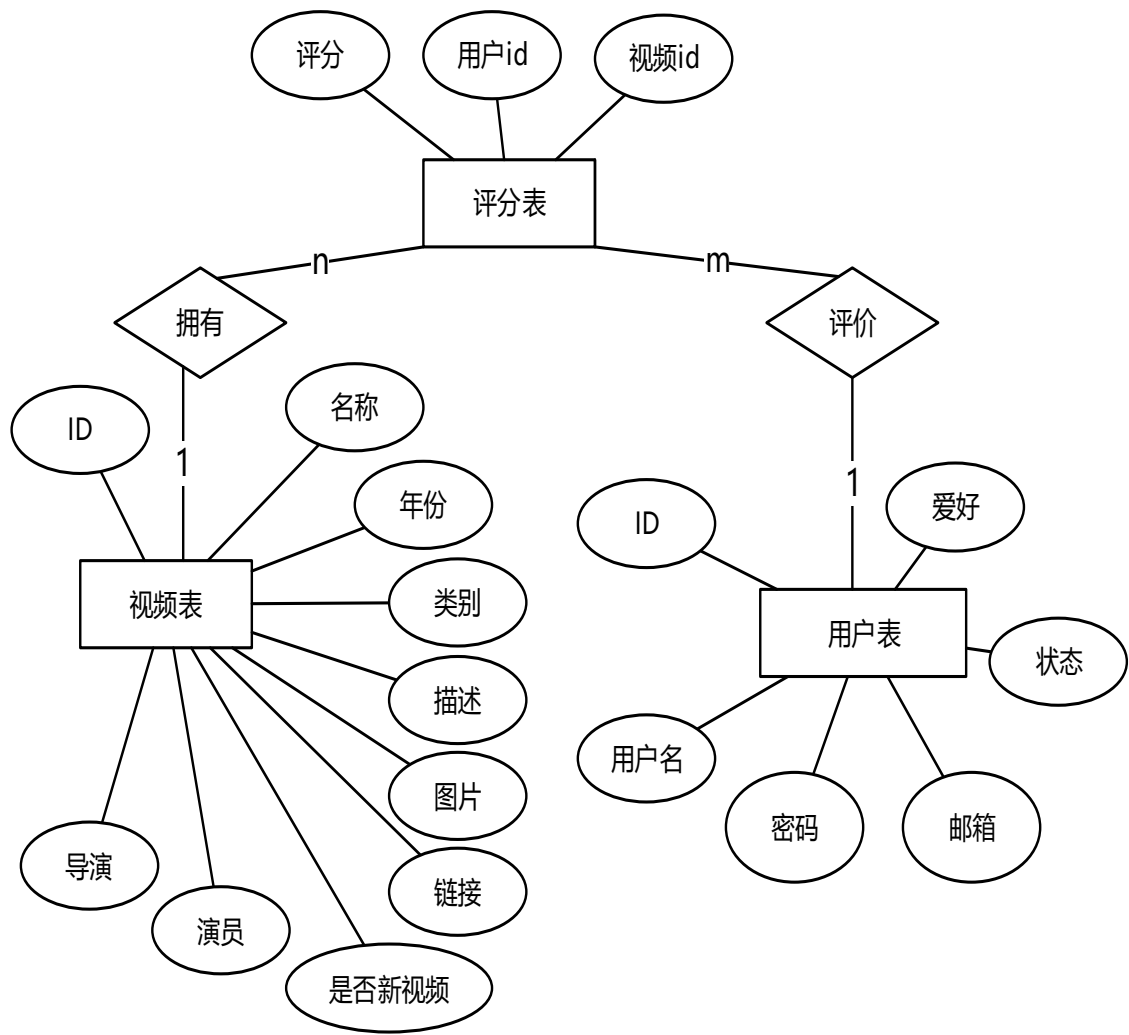 评分
用户id
视频id
评分表
n
m
拥有
评价
ID
名称
1
年份
1
ID
爱好
视频表
类别
用户表
状态
描述
用户名
图片
密码
邮箱
导演
链接
演员
是否新视频